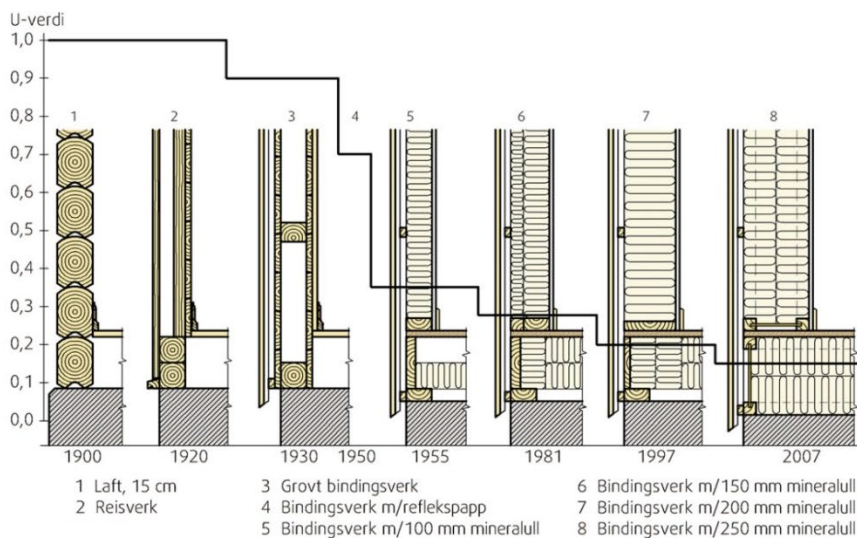 U-verdi
1,0
0,9
0,8
0,7
0,6
0,5
0,4
0,3
0,2
0,1
0,0
1 2 3 4 5 6 7 8
1900 1920 1930 1950 1955 1981 1997 2007
1 Laft, 15 cm
2 Reisverk
3 Grovt bindingsverk
4 Bindingsverk m/reflekspapp
5 Bindingsverk m/100 mm mineralull
6 Bindingsverk m/150 mm mineralull
7 Bindingsverk m/200 mm mineralull
8 Bindingsverk m/250 mm mineralull